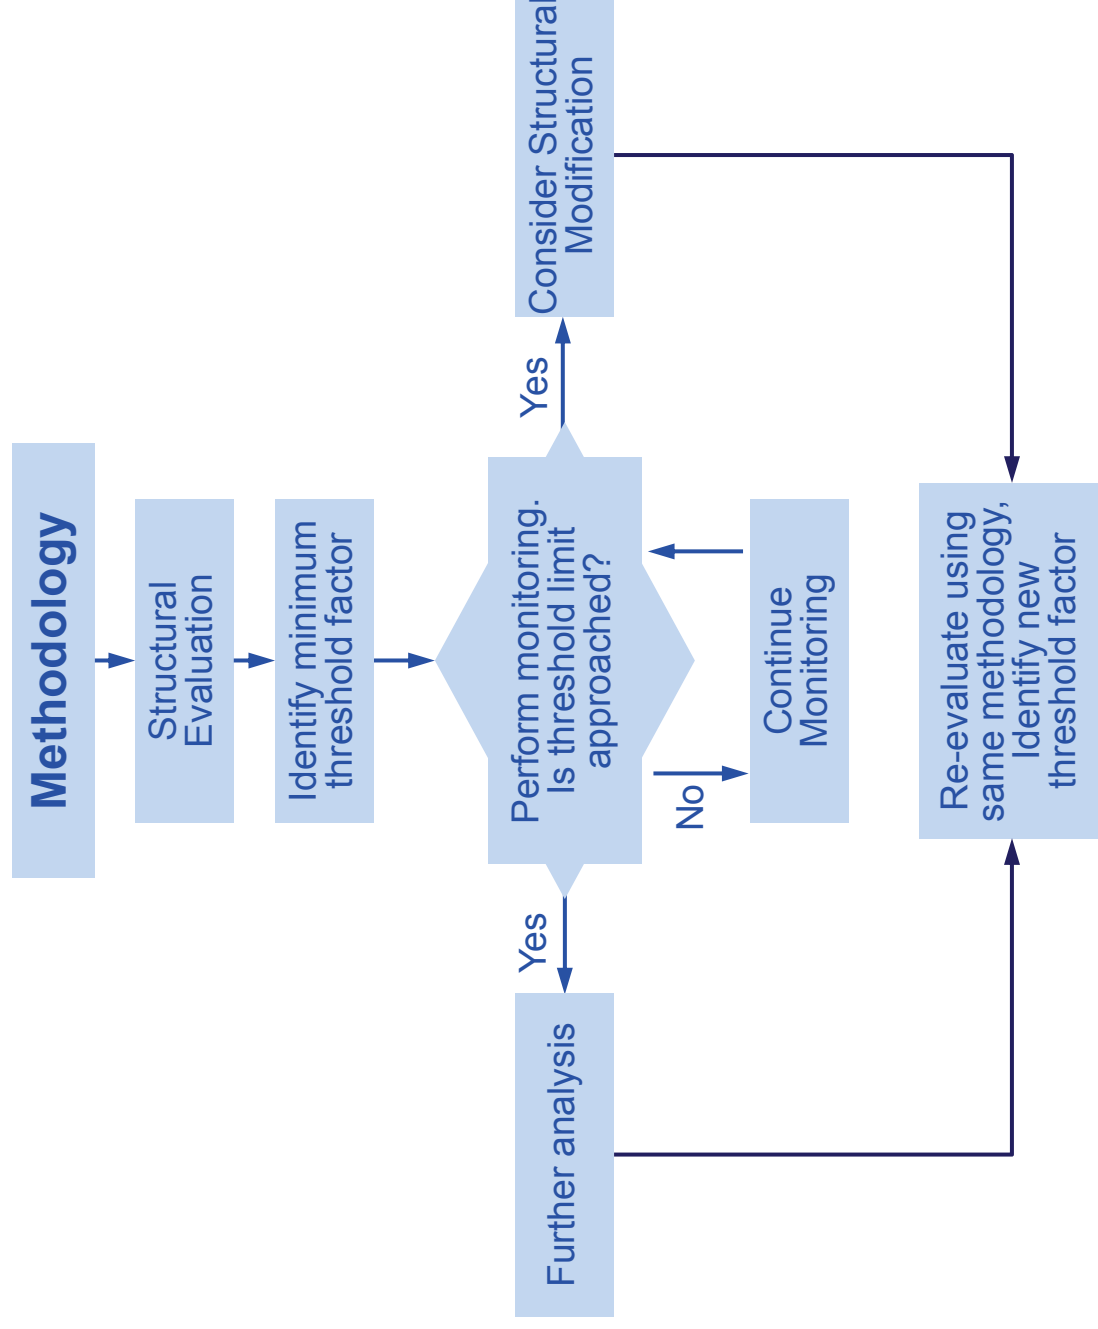 Methodology
Structural
Evaluation
Identify minimum
threshold factor
Perform monitoring.
Is threshold limit
approached?
Yes
Yes
Further analysis
Consider Structural
Modification
No
Continue
Monitoring
Re-evaluate using
same methodology,
Identify new
threshold factor